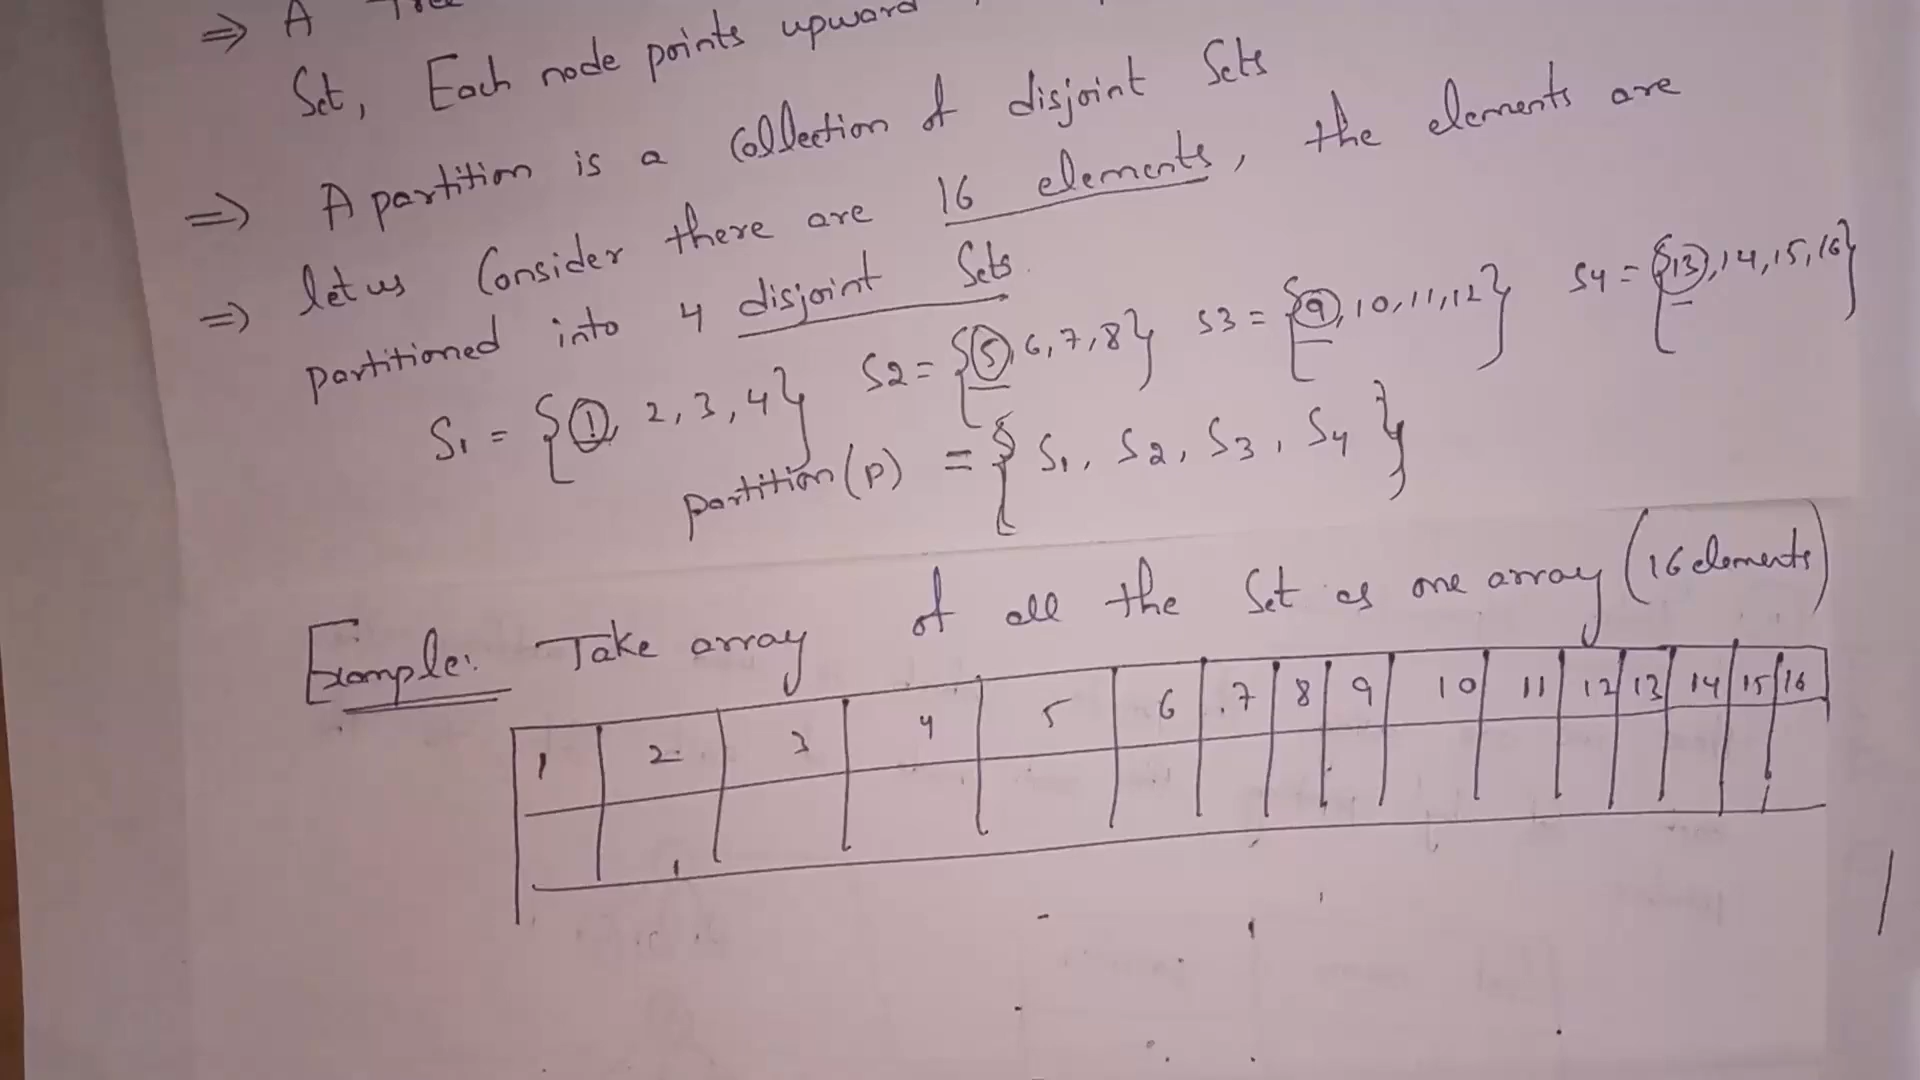 ⇒ A Tree
Set, Each node points upward
⇒ A partition is a Collection of disjoint Sets
⇒ let us Consider there are 16 elements, the elements are
partitioned into 4 disjoint Sets.
S1 = {1, 2, 3, 4} S2 = {5, 6, 7, 8} S3 = {9, 10, 11, 12} S4 = {13, 14, 15, 16}
partition (P) = { S1, S2, S3, S4 }
Example: Take array of all the Set as one array (16 elements)
1 2 3 4 5 6 7 8 9 10 11 12 13 14 15 16